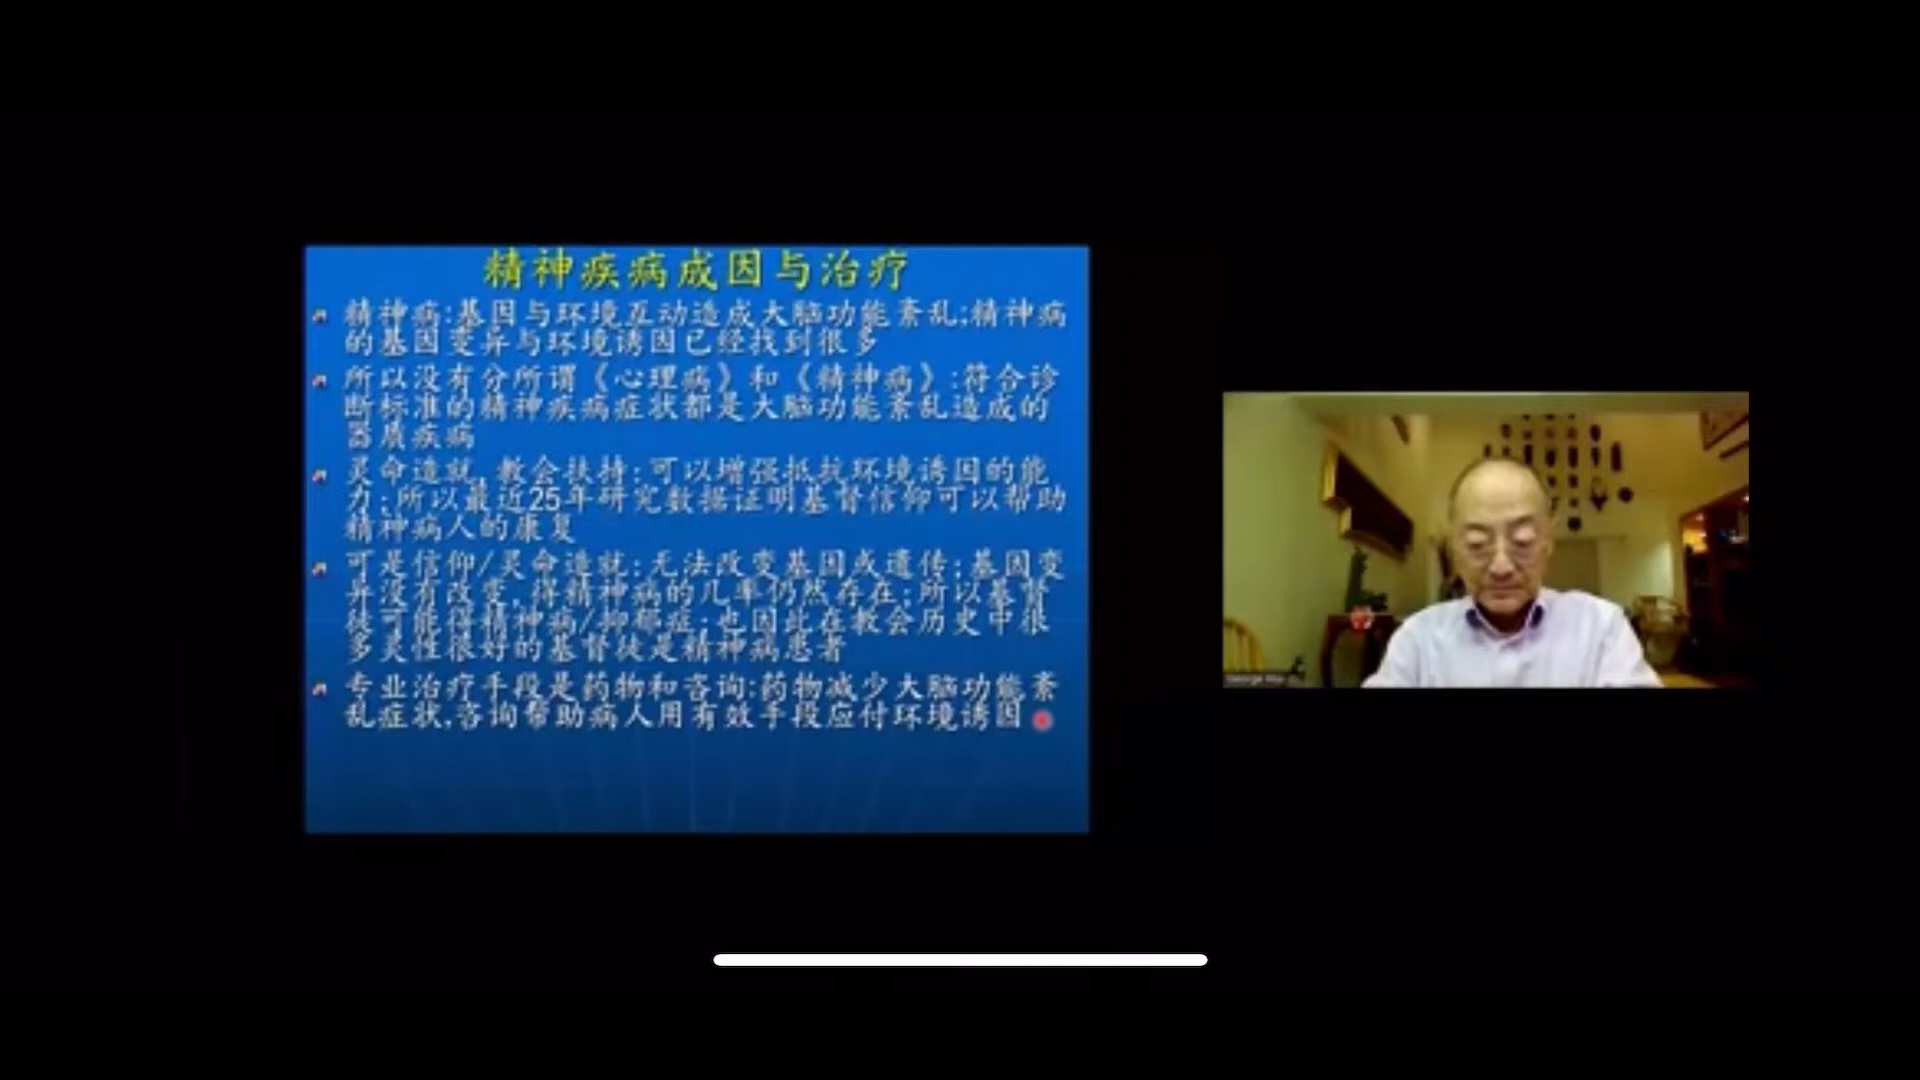 精神疾病成因与治疗
精神病:基因与环境互动造成大脑功能紊乱;精神病
的基因变异与环境诱因已经找到很多
所以没有分所谓《心理病》和《精神病》:符合诊
断标准的精神疾病症状都是大脑功能紊乱造成的
器质疾病
灵命造就,教会扶持:可以增强抵抗环境诱因的能
力;所以最近25年研究数据证明基督信仰可以帮助
精神病人的康复
可是信仰/灵命造就:无法改变基因或遗传;基因变
异没有改变,得精神病的几率仍然存在;所以基督
徒可能得精神病/抑郁症;也因此在教会历史中很
多灵性很好的基督徒是精神病患者
专业治疗手段是药物和咨询:药物减少大脑功能紊
乱症状,咨询帮助病人用有效手段应付环境诱因
George